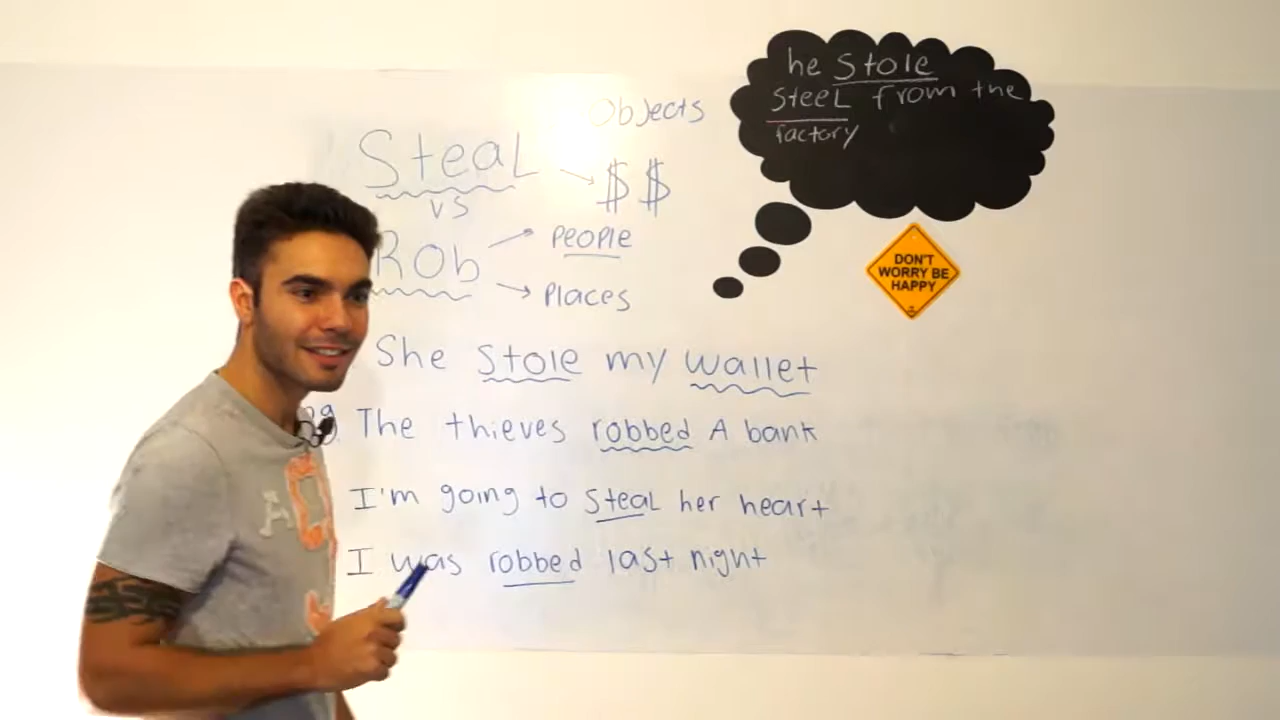 he Stole
SteeL from the
factory
Objects
SteaL
$$
vs
Rob
PEOPLE
Places
DON'T
WORRY BE
HAPPY
She Stole my wallet
The thieves robbed A bank
I'm going to SteaL her heart
I was robbed last night